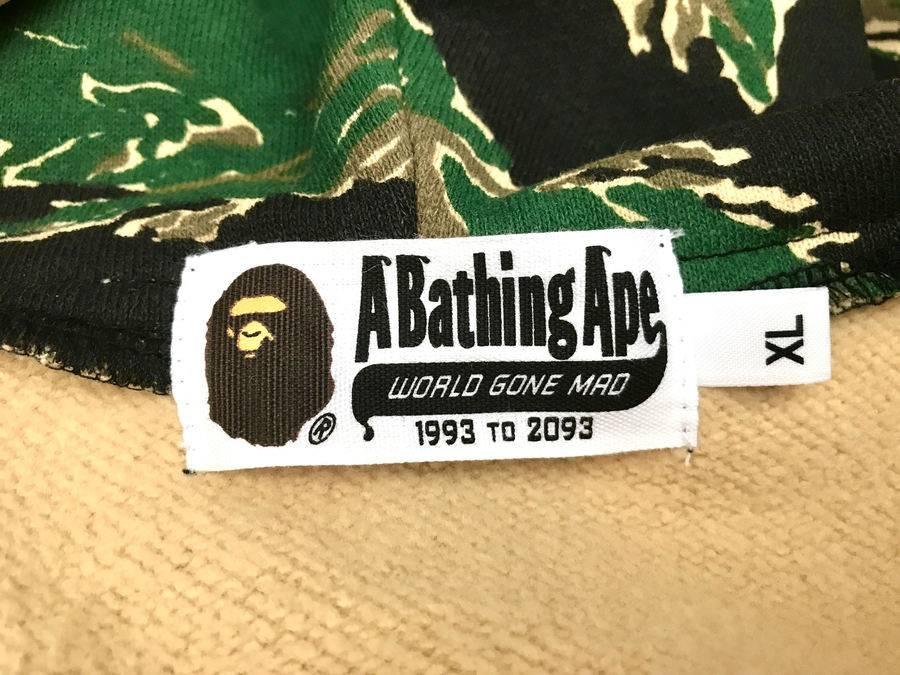 A Bathing Ape
WORLD GONE MAD
1993 TO 2093
®
XL